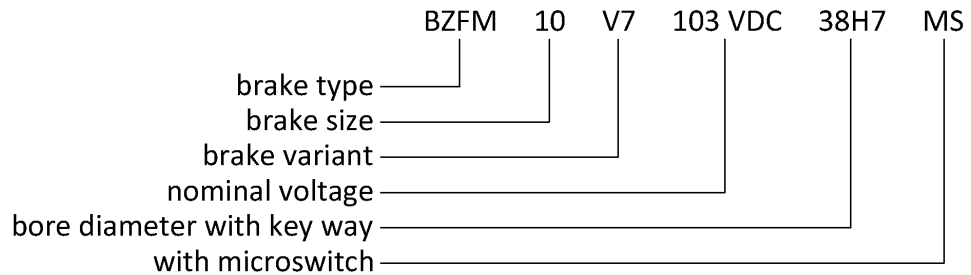 BZFM 10 V7 103 VDC 38H7 MS
brake type
brake size
brake variant
nominal voltage
bore diameter with key way
with microswitch